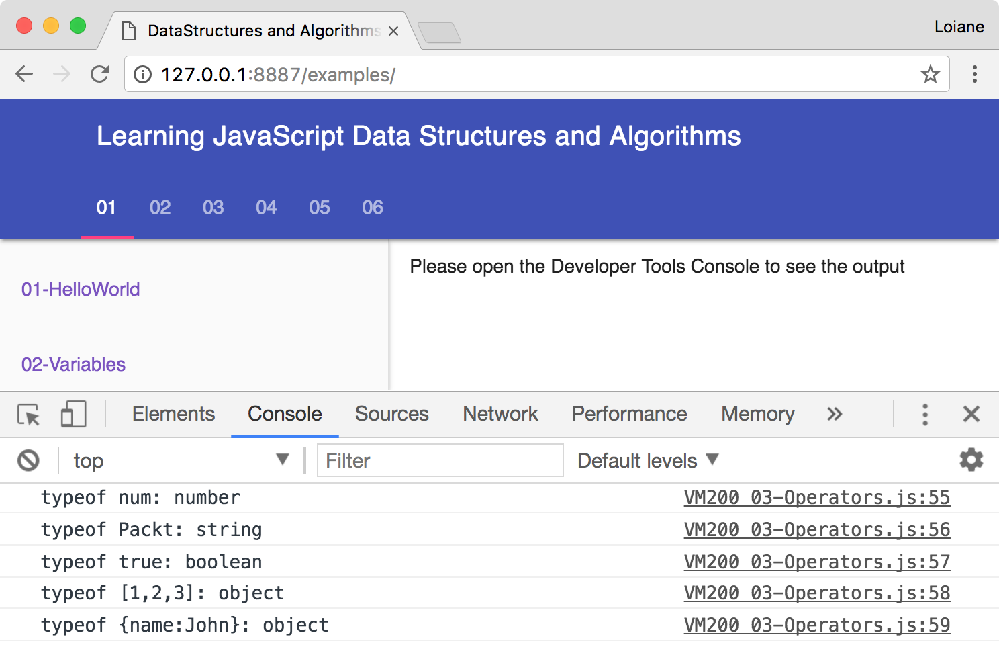 DataStructures and Algorithms
Loiane
127.0.0.1:8887/examples/
Learning JavaScript Data Structures and Algorithms
01 02 03 04 05 06
01-HelloWorld
02-Variables
Please open the Developer Tools Console to see the output
Elements Console Sources Network Performance Memory »
top ▼ Filter Default levels ▼
typeof num: number VM200 03-Operators.js:55
typeof Packt: string VM200 03-Operators.js:56
typeof true: boolean VM200 03-Operators.js:57
typeof [1,2,3]: object VM200 03-Operators.js:58
typeof {name:John}: object VM200 03-Operators.js:59